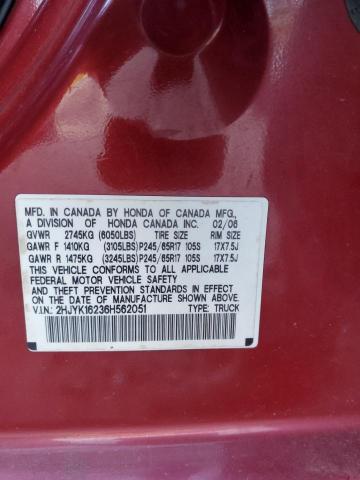 MFD. IN CANADA BY HONDA OF CANADA MFG.,
A DIVISION OF HONDA CANADA INC. 02/06
GVWR 2745KG (6050LBS) TIRE SIZE RIM SIZE
GAWR F 1410KG (3105LBS) P245/65R17 105S 17X7.5J
GAWR R 1475KG (3245LBS) P245/65R17 105S 17X7.5J
THIS VEHICLE CONFORMS TO ALL APPLICABLE
FEDERAL MOTOR VEHICLE SAFETY
AND THEFT PREVENTION STANDARDS IN EFFECT ON THE
DATE OF MANUFACTURE SHOWN ABOVE.
V.I.N.: 2HJYK16236H562051 TYPE: TRUCK